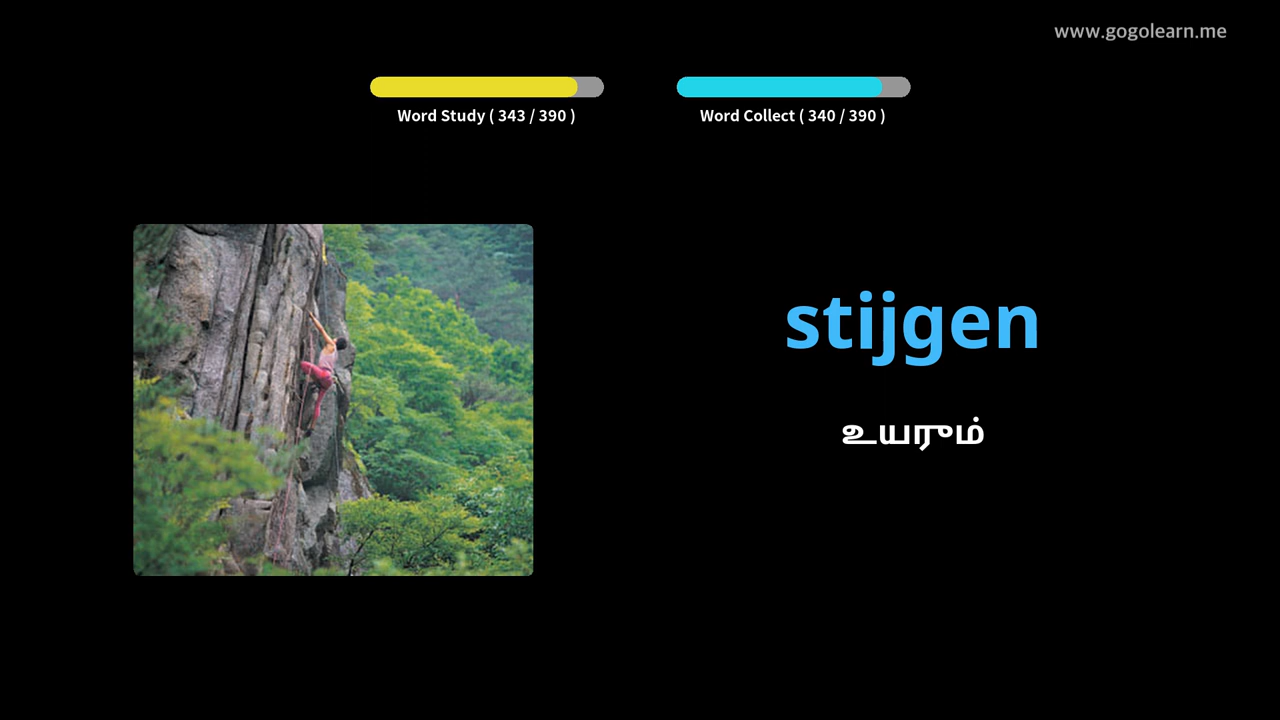 www.gogolearn.me
Word Study ( 343 / 390 )
Word Collect ( 340 / 390 )
stijgen
உயரும்